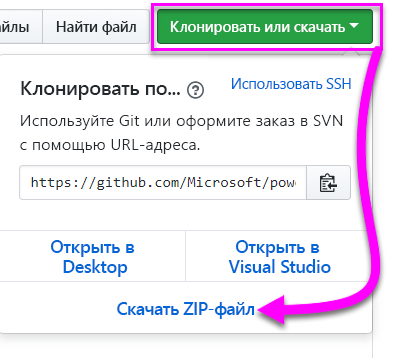 йлы Найти файл Клонировать или скачать
Клонировать по... Использовать SSH
Используйте Git или оформите заказ в SVN
с помощью URL-адреса.
https://github.com/Microsoft/pow
Открыть в Открыть в
Desktop Visual Studio
Скачать ZIP-файл